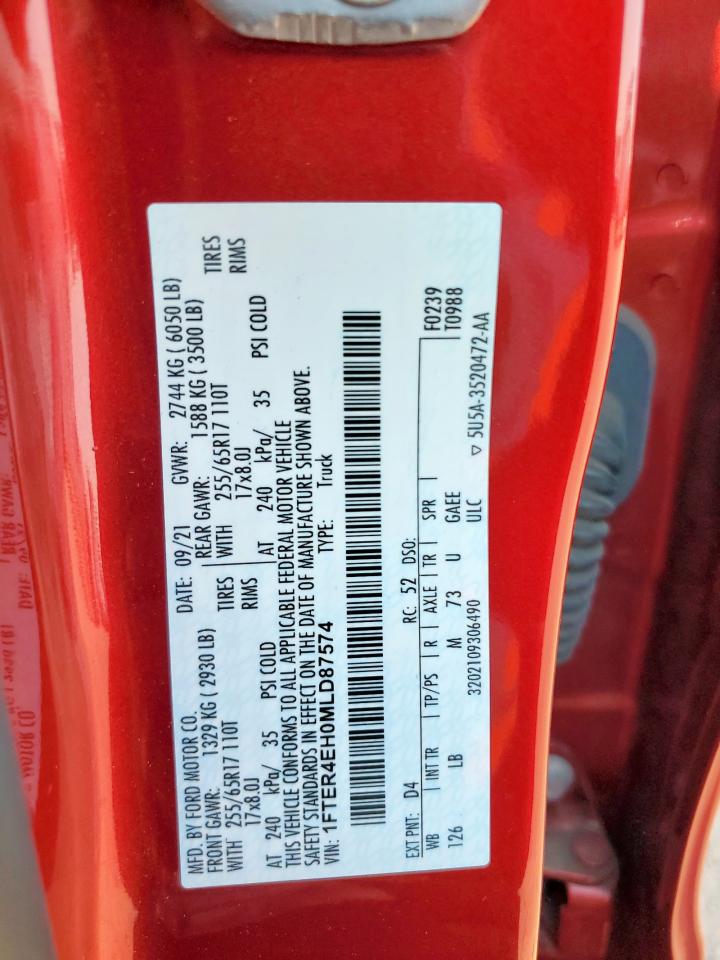 MFD. BY FORD MOTOR CO.
DATE: 09/21 GVWR: 2744 KG ( 6050 LB)
FRONT GAWR: 1329 KG ( 2930 LB) REAR GAWR: 1588 KG ( 3500 LB)
WITH 255/65R17 110T TIRES WITH 255/65R17 110T TIRES
17x8.0J RIMS 17x8.0J RIMS
AT 240 kPa/ 35 PSI COLD AT 240 kPa/ 35 PSI COLD
THIS VEHICLE CONFORMS TO ALL APPLICABLE FEDERAL MOTOR VEHICLE
SAFETY STANDARDS IN EFFECT ON THE DATE OF MANUFACTURE SHOWN ABOVE.
VIN: 1FTER4EH0MLD87574 TYPE: Truck
EXT PNT: D4 RC: 52 DSO: F0239
WB INT TR TP/PS R AXLE TR SPR T0988
126 LB M 73 U GAEE
3202109306490 ULC ▽ 5U5A-3520472-AA